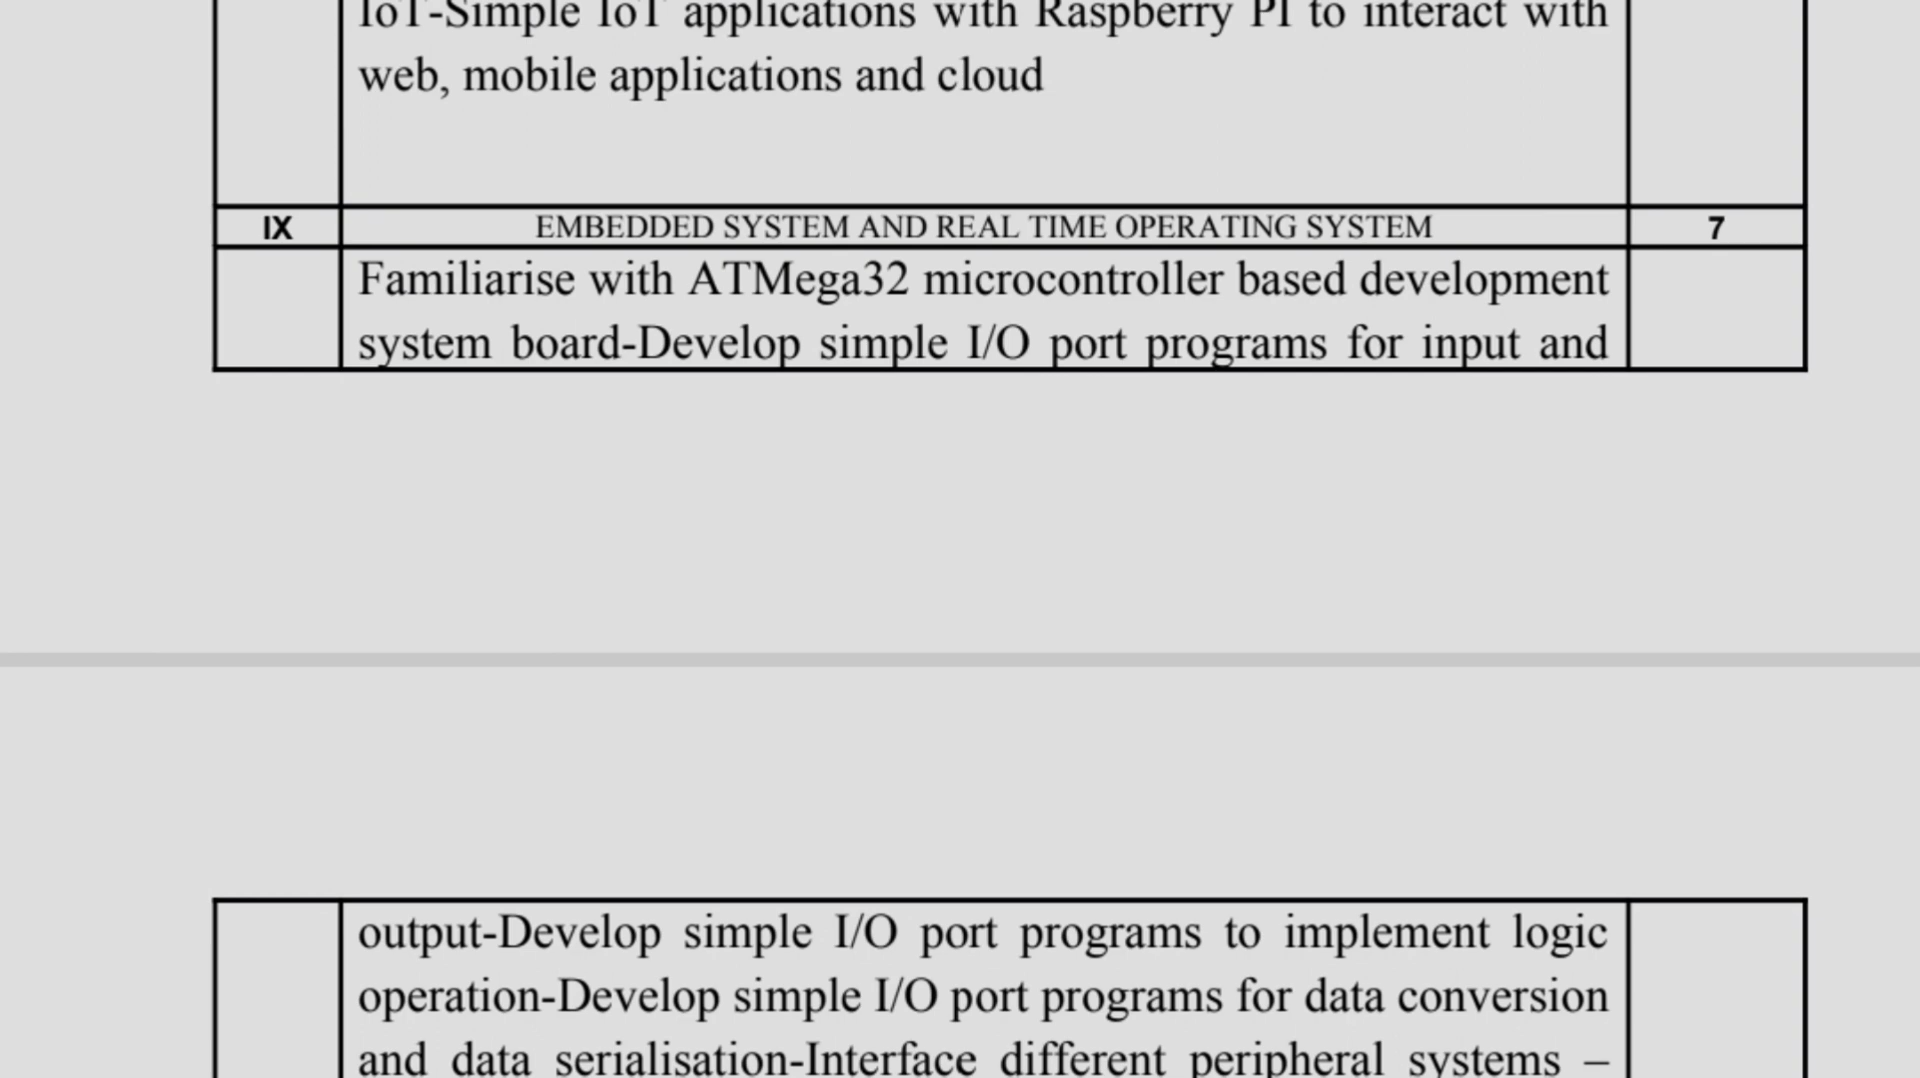 IoT-Simple IoT applications with Raspberry PI to interact with
web, mobile applications and cloud
IX EMBEDDED SYSTEM AND REAL TIME OPERATING SYSTEM 7
Familiarise with ATMega32 microcontroller based development
system board-Develop simple I/O port programs for input and
output-Develop simple I/O port programs to implement logic
operation-Develop simple I/O port programs for data conversion
and data serialisation-Interface different peripheral systems –